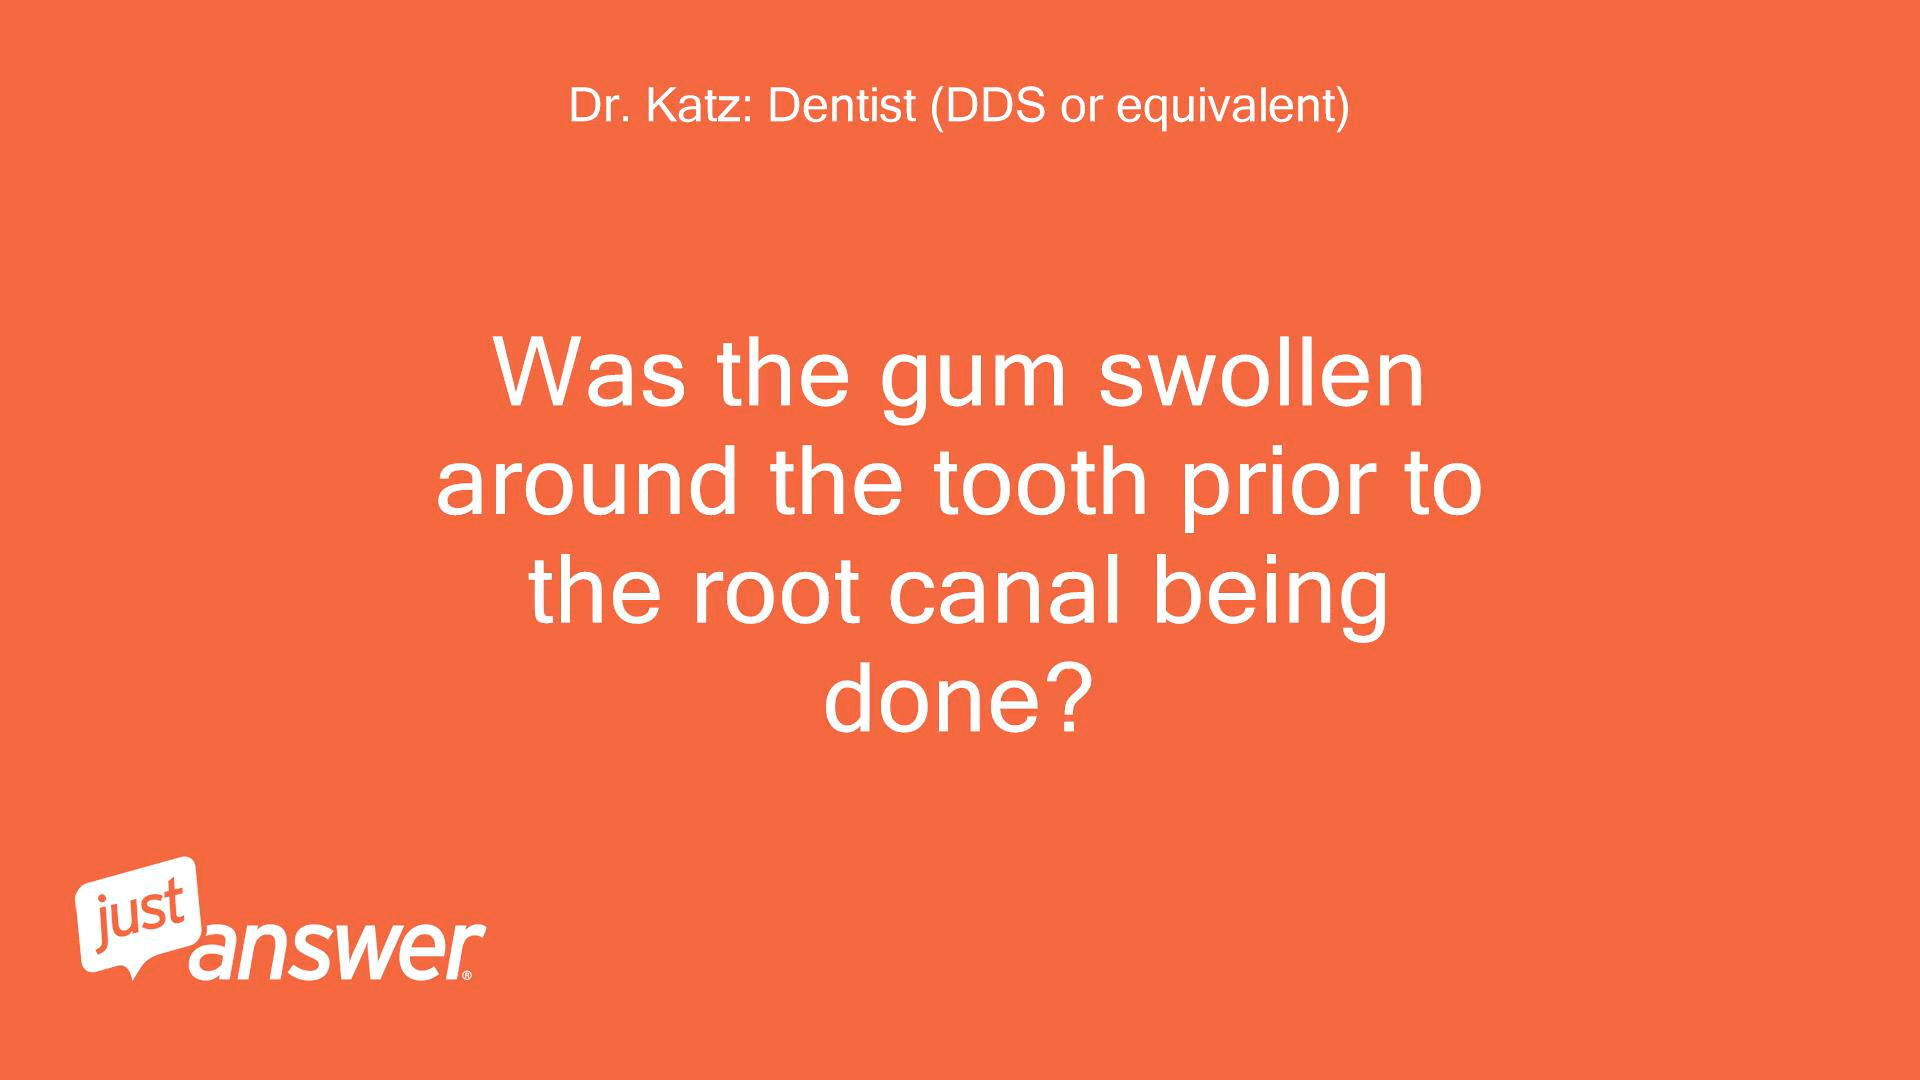 Dr. Katz: Dentist (DDS or equivalent)
Was the gum swollen
around the tooth prior to
the root canal being
done?
just
answer®